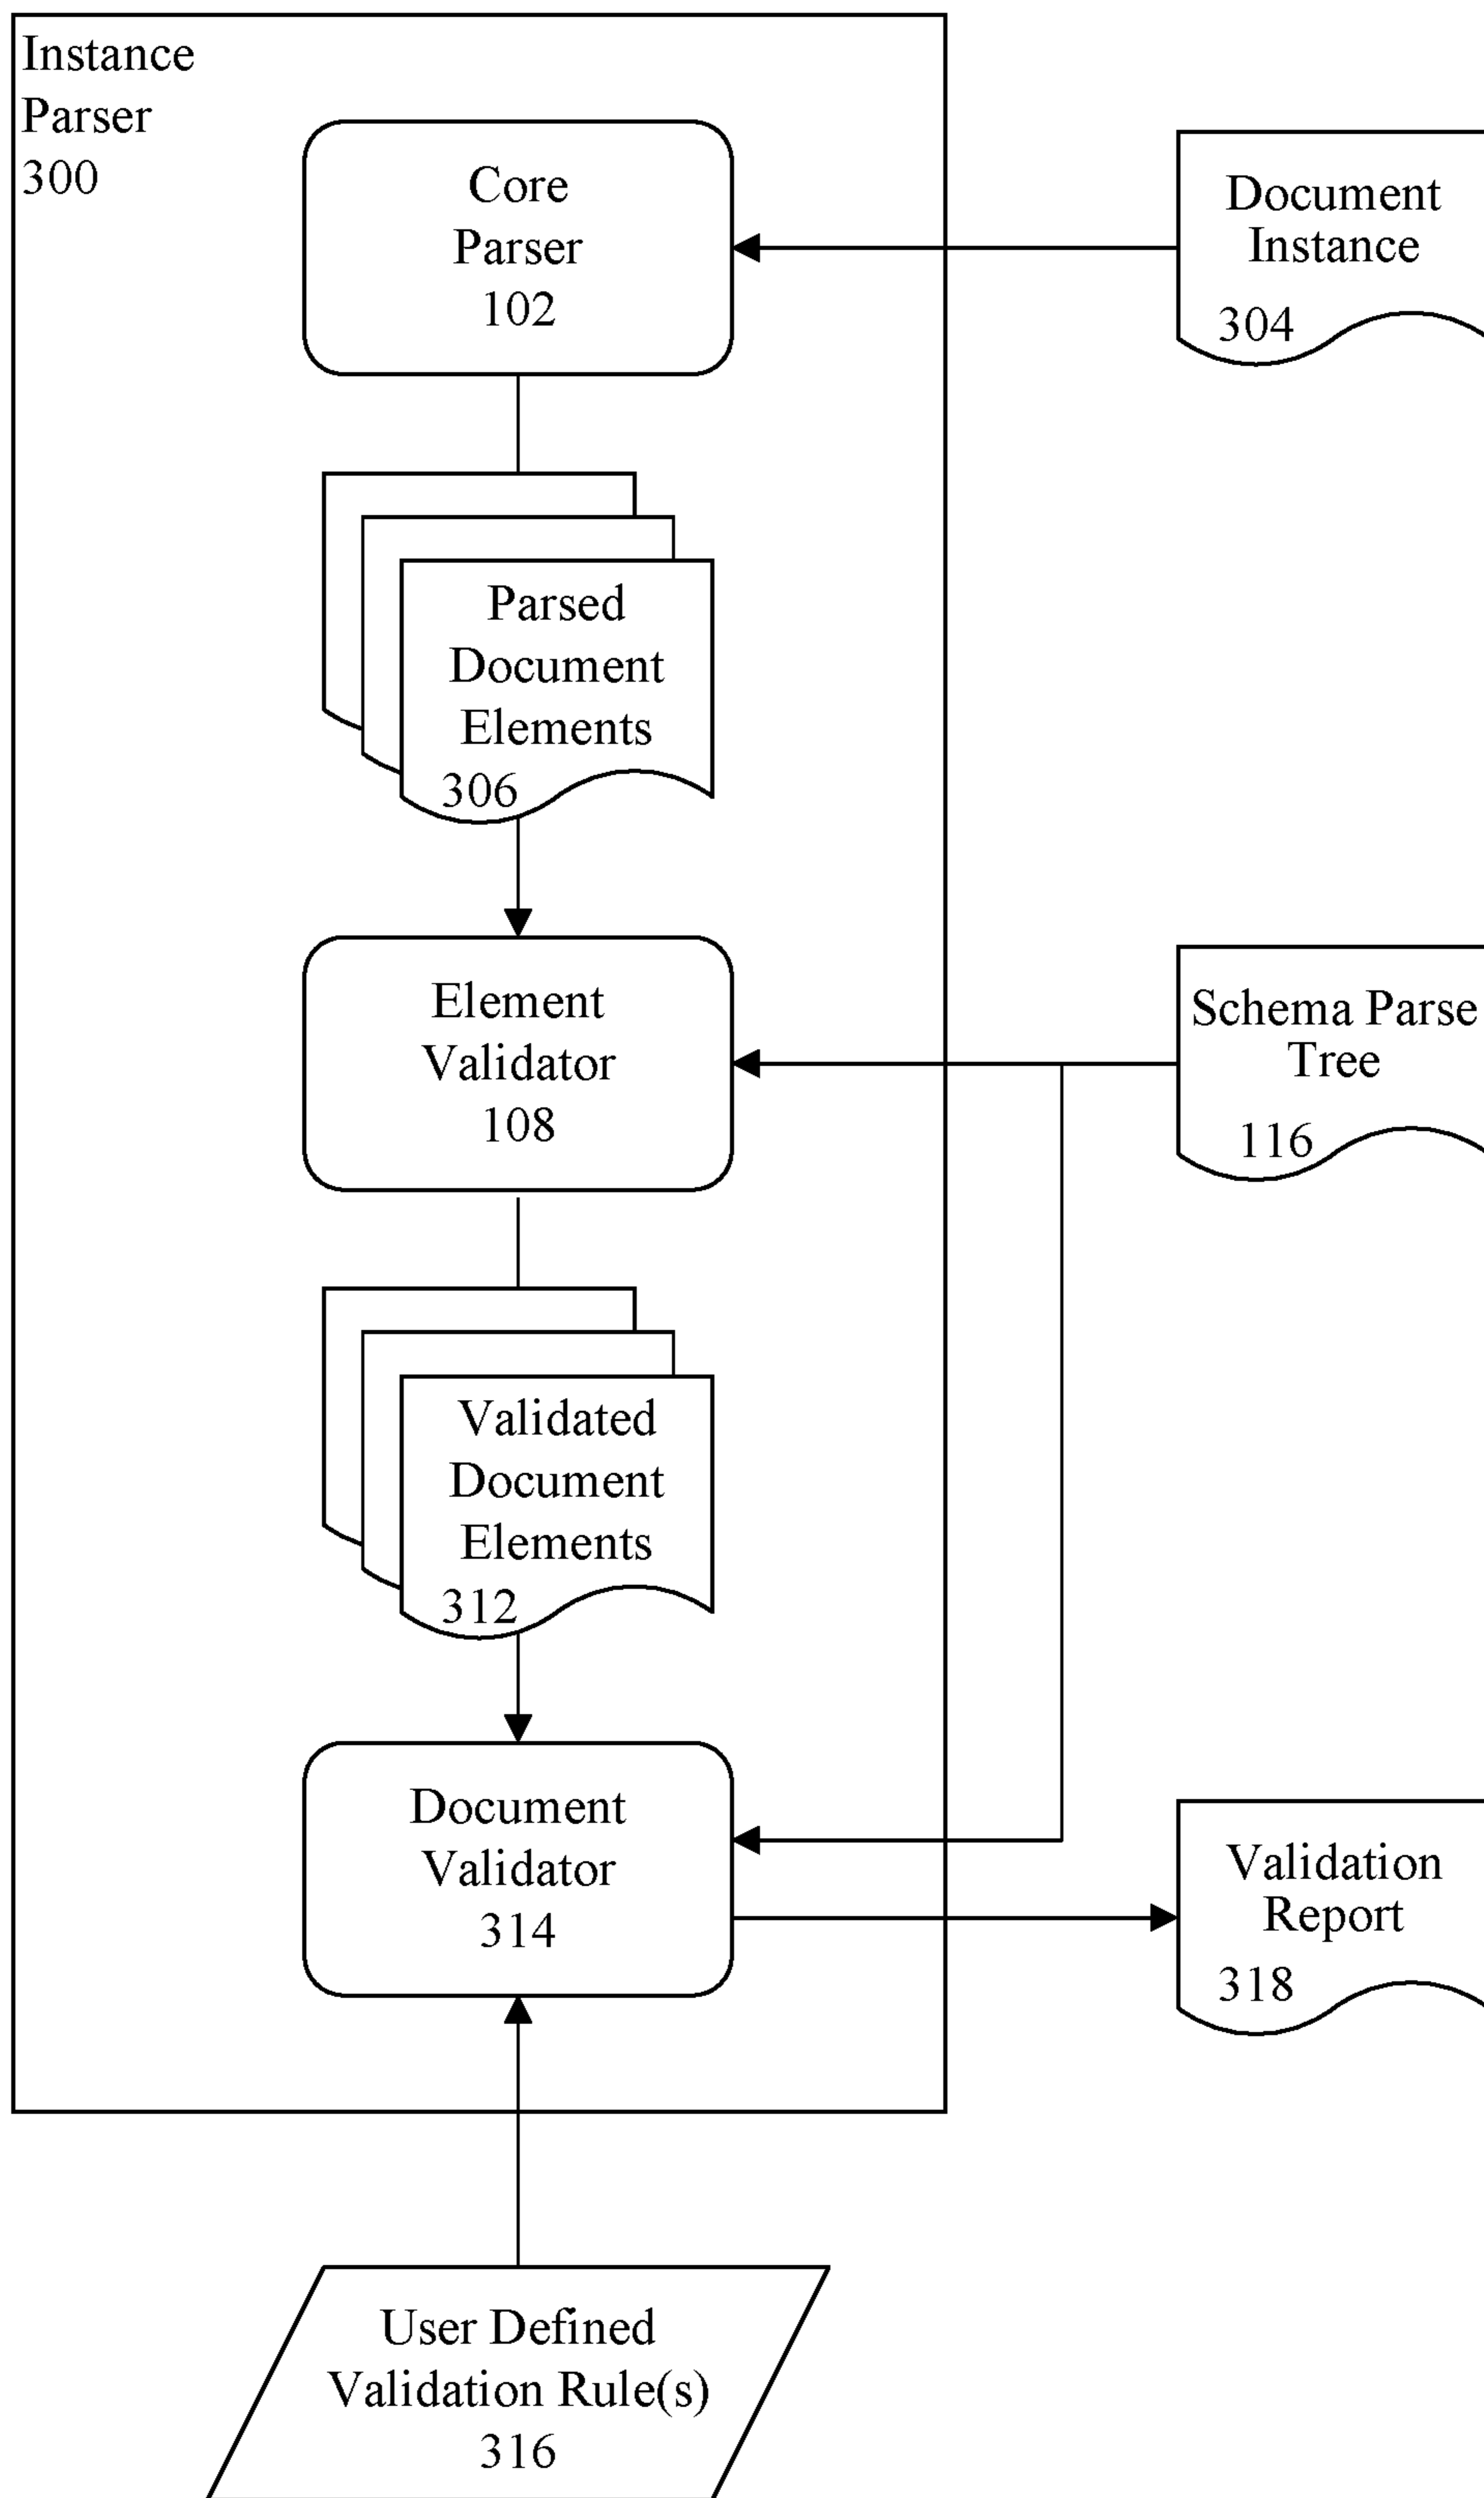 Instance
Parser
300
Core
Parser
102
Document
Instance
304
Parsed
Document
Elements
306
Element
Validator
108
Schema Parse
Tree
116
Validated
Document
Elements
312
Document
Validator
314
Validation
Report
318
User Defined
Validation Rule(s)
316